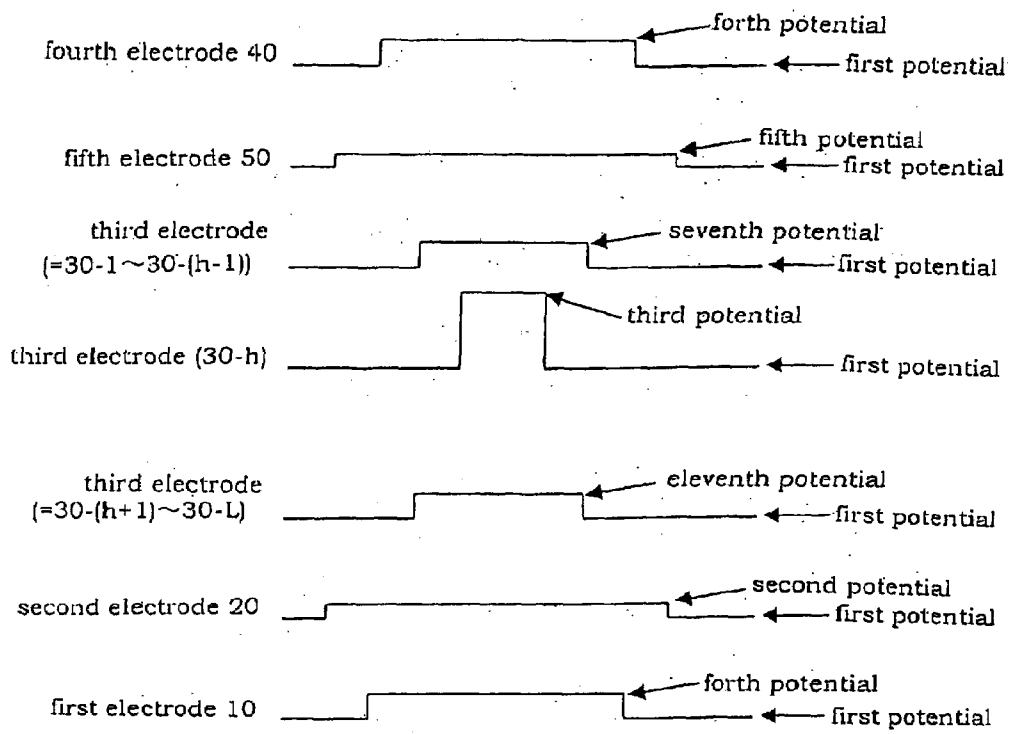 forth potential
fourth electrode 40
first potential
fifth potential
fifth electrode 50
first potential
third electrode
(=30-1~30-(h-1))
seventh potential
first potential
third potential
third electrode (30-h)
first potential
third electrode
(=30-(h+1)~30-L)
eleventh potential
first potential
second potential
second electrode 20
first potential
forth potential
first electrode 10
first potential